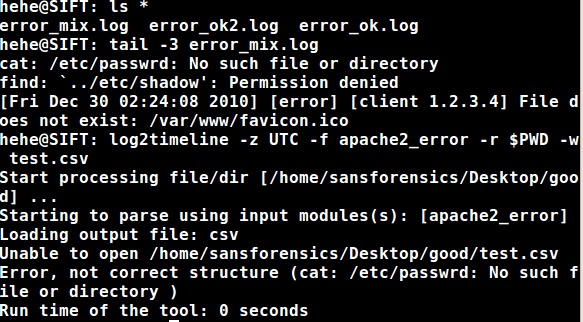 hehe@SIFT: ls *
error_mix.log  error_ok2.log  error_ok.log
hehe@SIFT: tail -3 error_mix.log
cat: /etc/passwrd: No such file or directory
find: `../etc/shadow': Permission denied
[Fri Dec 30 02:24:08 2010] [error] [client 1.2.3.4] File d
oes not exist: /var/www/favicon.ico
hehe@SIFT: log2timeline -z UTC -f apache2_error -r $PWD -w
 test.csv
Start processing file/dir [/home/sansforensics/Desktop/goo
d] ...
Starting to parse using input modules(s): [apache2_error]
Loading output file: csv
Unable to open /home/sansforensics/Desktop/good/test.csv
Error, not correct structure (cat: /etc/passwrd: No such f
ile or directory )
Run time of the tool: 0 seconds